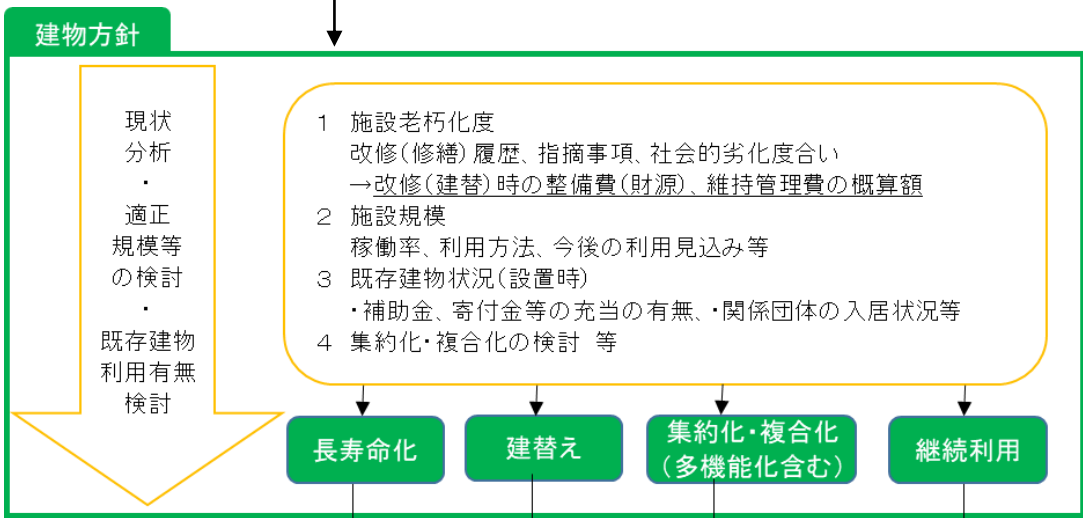 建物方針
現状
分析
・
適正
規模等
の検討
・
既存建物
利用有無
検討
1 施設老朽化度
改修(修繕)履歴、指摘事項、社会的劣化度合い
→改修(建替)時の整備費(財源)、維持管理費の概算額
2 施設規模
稼働率、利用方法、今後の利用見込み等
3 既存建物状況(設置時)
・補助金、寄付金等の充当の有無、・関係団体の入居状況等
4 集約化・複合化の検討 等
長寿命化
建替え
集約化・複合化
(多機能化含む)
継続利用